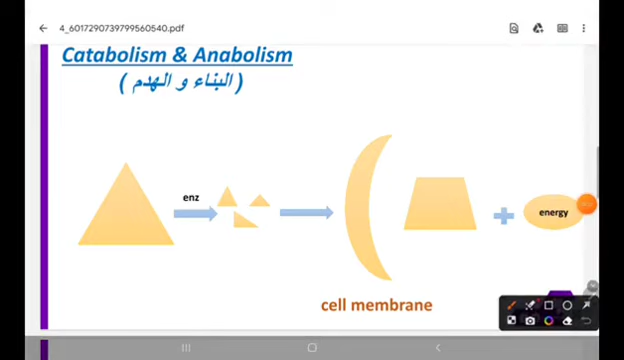 4_6017290739799560540.pdf
Catabolism & Anabolism
( البناء و الهدم )
enz
energy
cell membrane